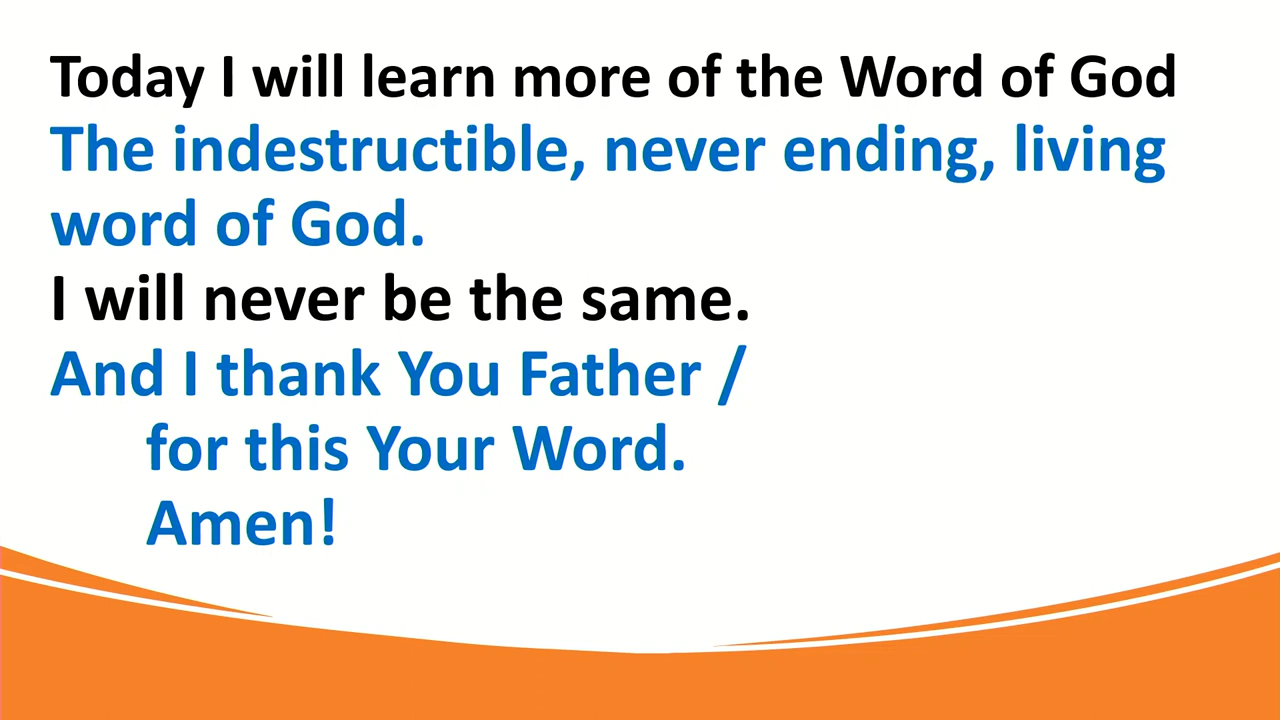 Today I will learn more of the Word of God
The indestructible, never ending, living
word of God.
I will never be the same.
And I thank You Father /
for this Your Word.
Amen!